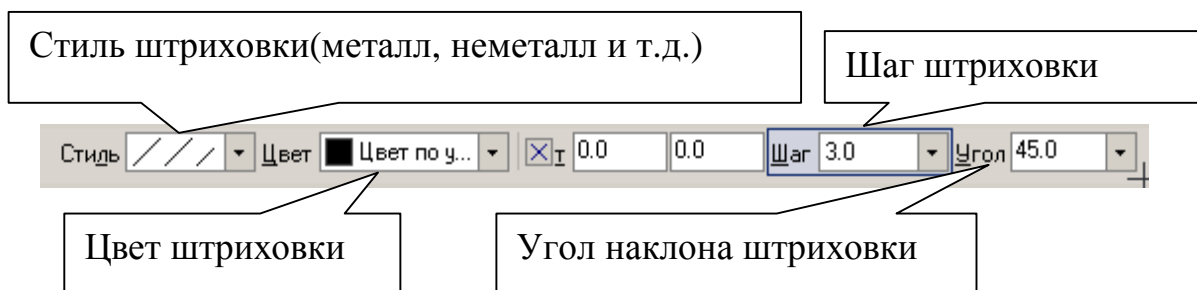 Стиль штриховки(металл, неметалл и т.д.)
Шаг штриховки
Стиль Цвет Цвет по у... т 0.0 0.0 Шаг 3.0 Угол 45.0
Цвет штриховки
Угол наклона штриховки